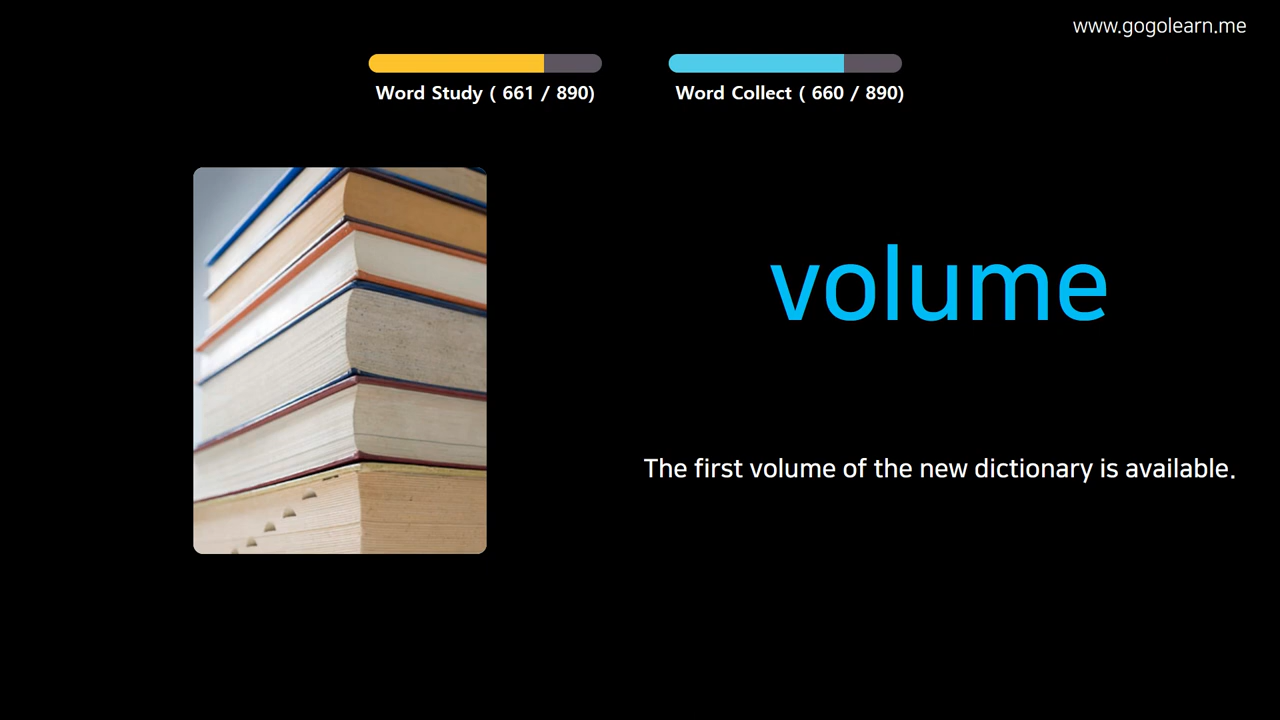 www.gogolearn.me
Word Study ( 661 / 890)
Word Collect ( 660 / 890)
volume
The first volume of the new dictionary is available.